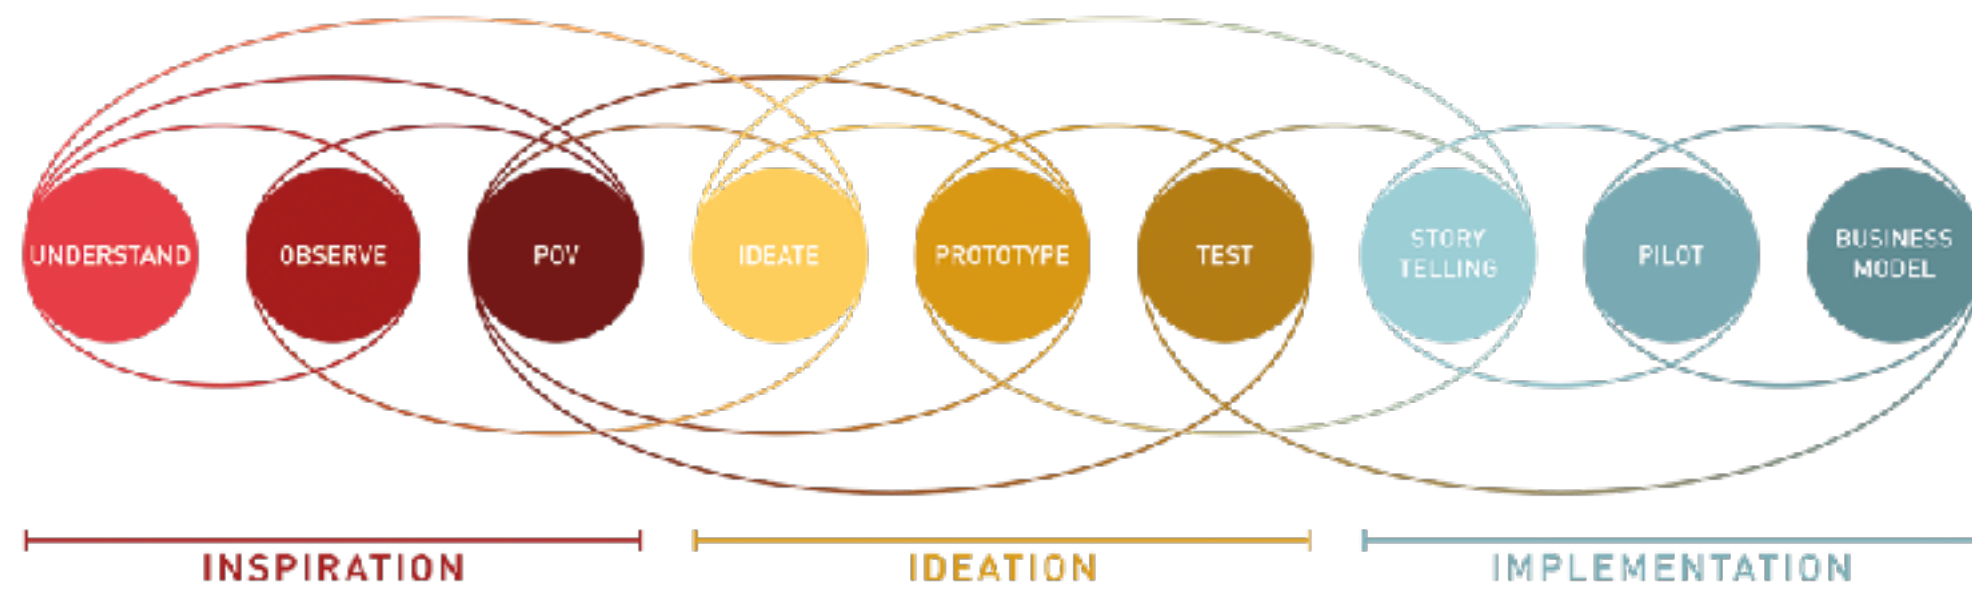 UNDERSTAND
OBSERVE
POV
IDEATE
PROTOTYPE
TEST
STORY
TELLING
PILOT
BUSINESS
MODEL
INSPIRATION
IDEATION
IMPLEMENTATION